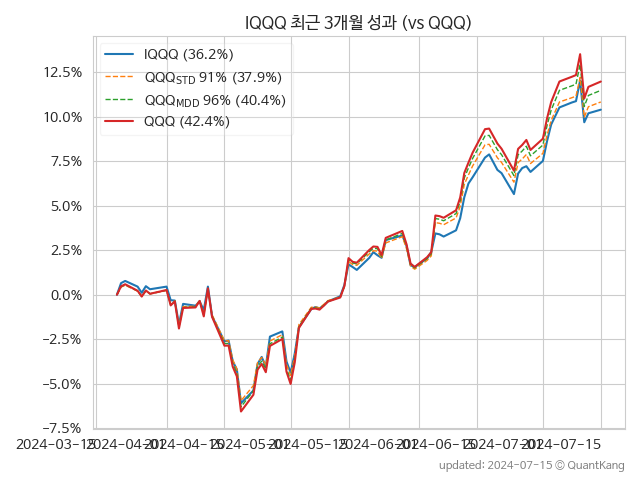 IQQQ 최근 3개월 성과 (vs QQQ)
IQQQ (36.2%)
QQQSTD 91% (37.9%)
QQQMDD 96% (40.4%)
QQQ (42.4%)
12.5%
10.0%
7.5%
5.0%
2.5%
0.0%
−2.5%
−5.0%
−7.5%
2024-03-15 2024-04-01 2024-04-15 2024-05-01 2024-05-15 2024-06-01 2024-06-15 2024-07-01 2024-07-15
updated: 2024-07-15 © QuantKang